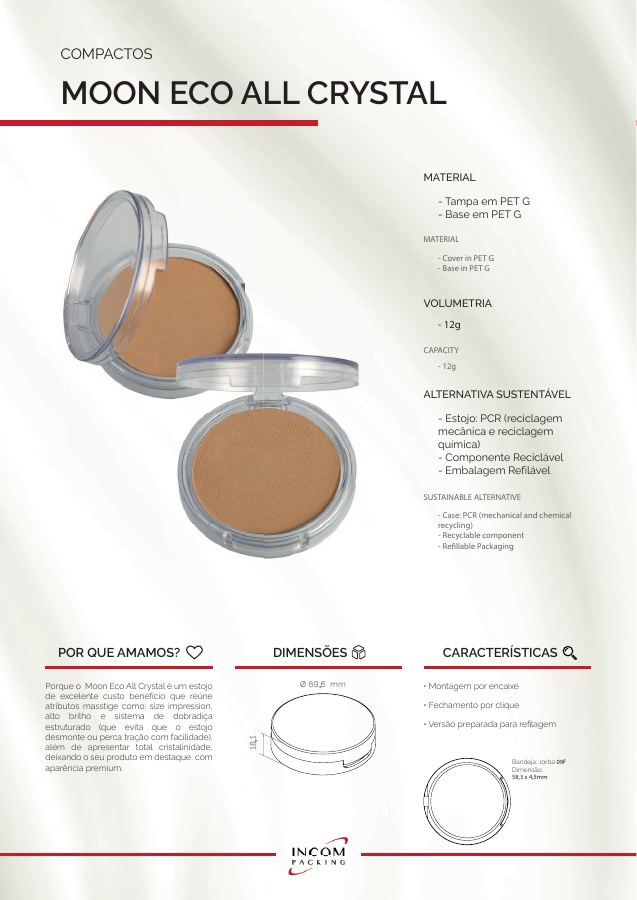 COMPACTOS
MOON ECO ALL CRYSTAL
MATERIAL
- Tampa em PET G
- Base em PET G
MATERIAL
- Cover in PET G
- Base in PET G
VOLUMETRIA
- 12g
CAPACITY
- 12g
ALTERNATIVA SUSTENTÁVEL
- Estojo: PCR (reciclagem
mecânica e reciclagem
química)
- Componente Reciclável
- Embalagem Refilável
SUSTAINABLE ALTERNATIVE
- Case: PCR (mechanical and chemical
recycling)
- Recyclable component
- Refillable Packaging
POR QUE AMAMOS?
Porque o Moon Eco All Crystal é um estojo
de excelente custo benefício que reúne
atributos masstige como: size impression,
alto brilho e sistema de dobradiça
estruturado (que evita que o estojo
desmonte ou perca tração com facilidade),
além de apresentar total cristalinidade,
deixando o seu produto em destaque, com
aparência premium.
DIMENSÕES
Ø 69,6 mm
18,1
CARACTERÍSTICAS
• Montagem por encaixe
• Fechamento por clique
• Versão preparada para refilagem
Bandeja: Jorba 09F
Dimensão:
58,3 x 4,5mm
INCOM
PACKING